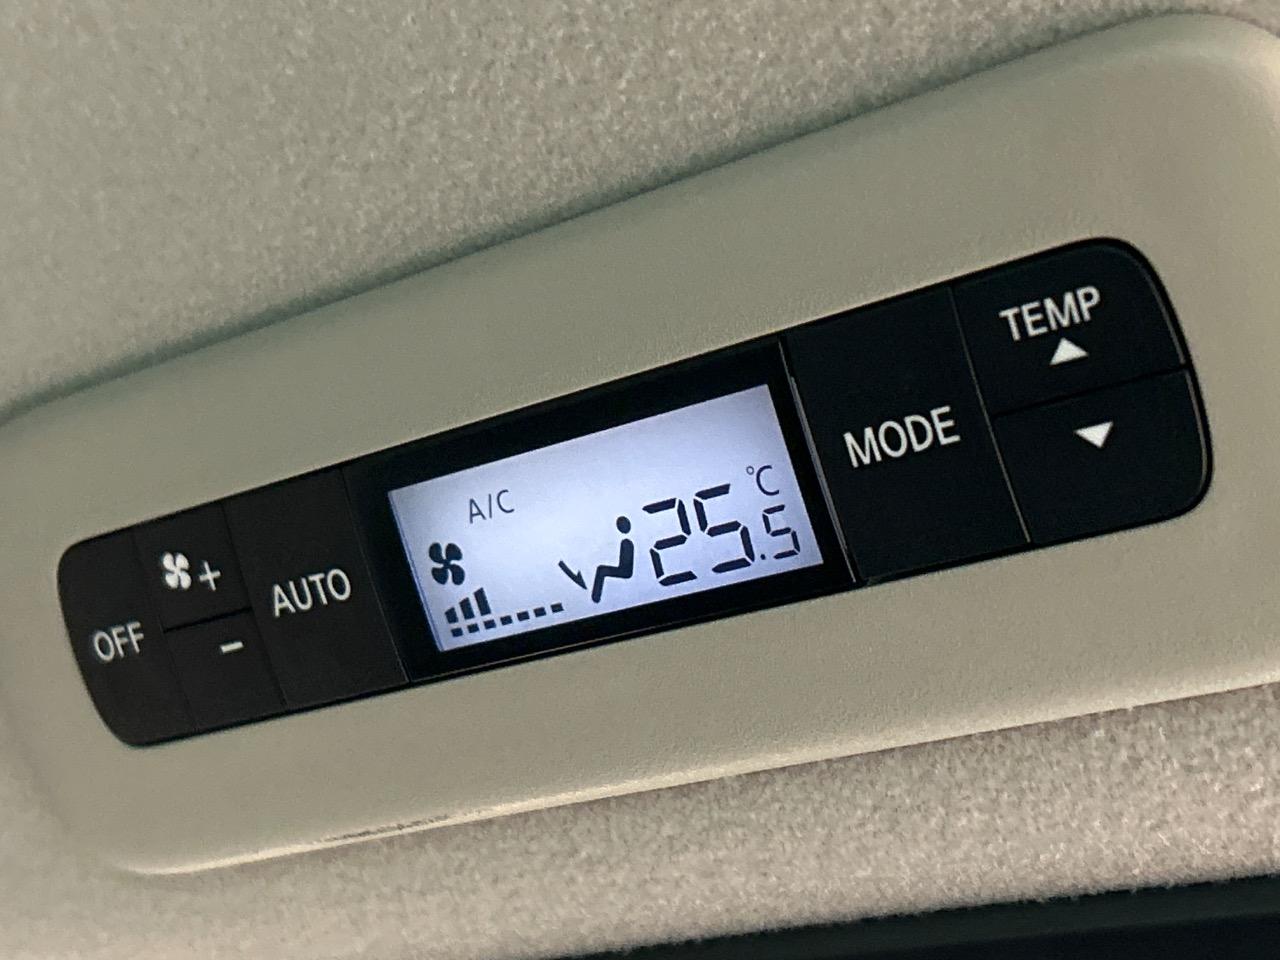 OFF
+
-
AUTO
A/C
25.5 °C
MODE
TEMP